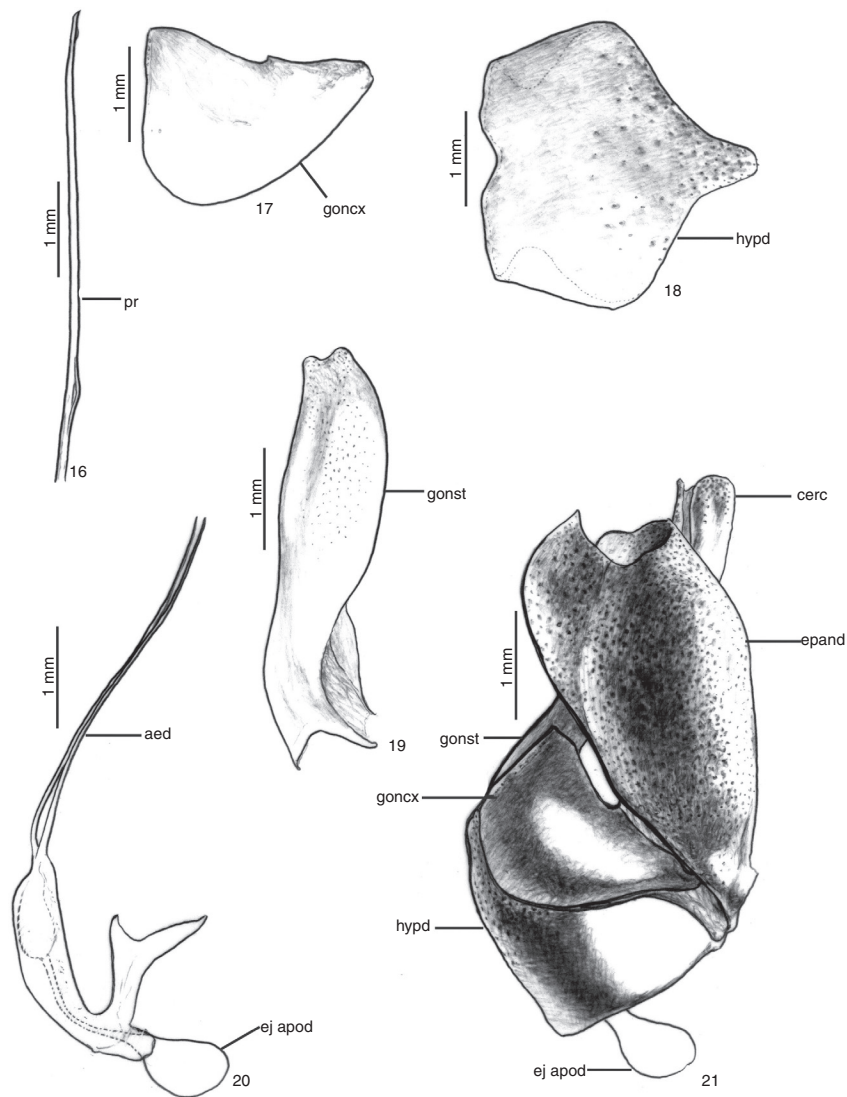 1 mm
pr
16
1 mm
17
goncx
1 mm
hypd
18
1 mm
gonst
19
1 mm
aed
ej apod
20
cerc
epand
1 mm
gonst
goncx
hypd
ej apod
21